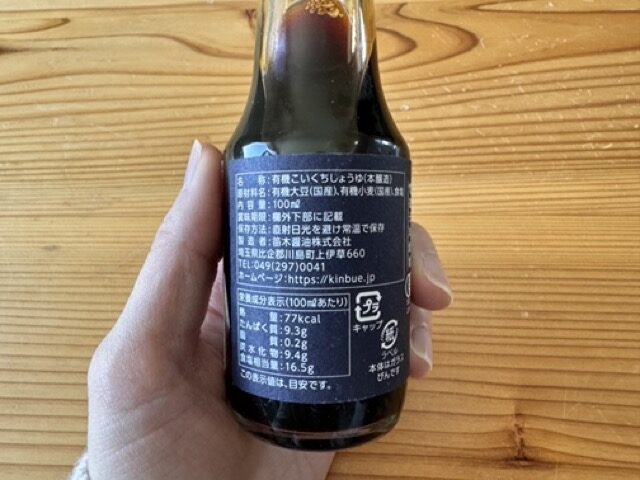 名 称:有機こいくちしょうゆ(本醸造)
原材料名:有機大豆(国産)、有機小麦(国産)、食塩
内 容 量:100㎖
賞味期限:欄外下部に記載
保存方法:直射日光を避け常温で保存
製 造 者:笛木醤油株式会社
埼玉県比企郡川島町上伊草660
TEL049(297)0041
ホームページ:https://kinbue.jp
栄養成分表示(100㎖あたり)
熱 量:77kcal
たんぱく質:9.3g
脂 質:0.2g
炭水化物:9.4g
食塩相当量:16.5g
この表示値は、目安です。
プラ
キャップ
紙
ラベル
本体はガラス
びんです